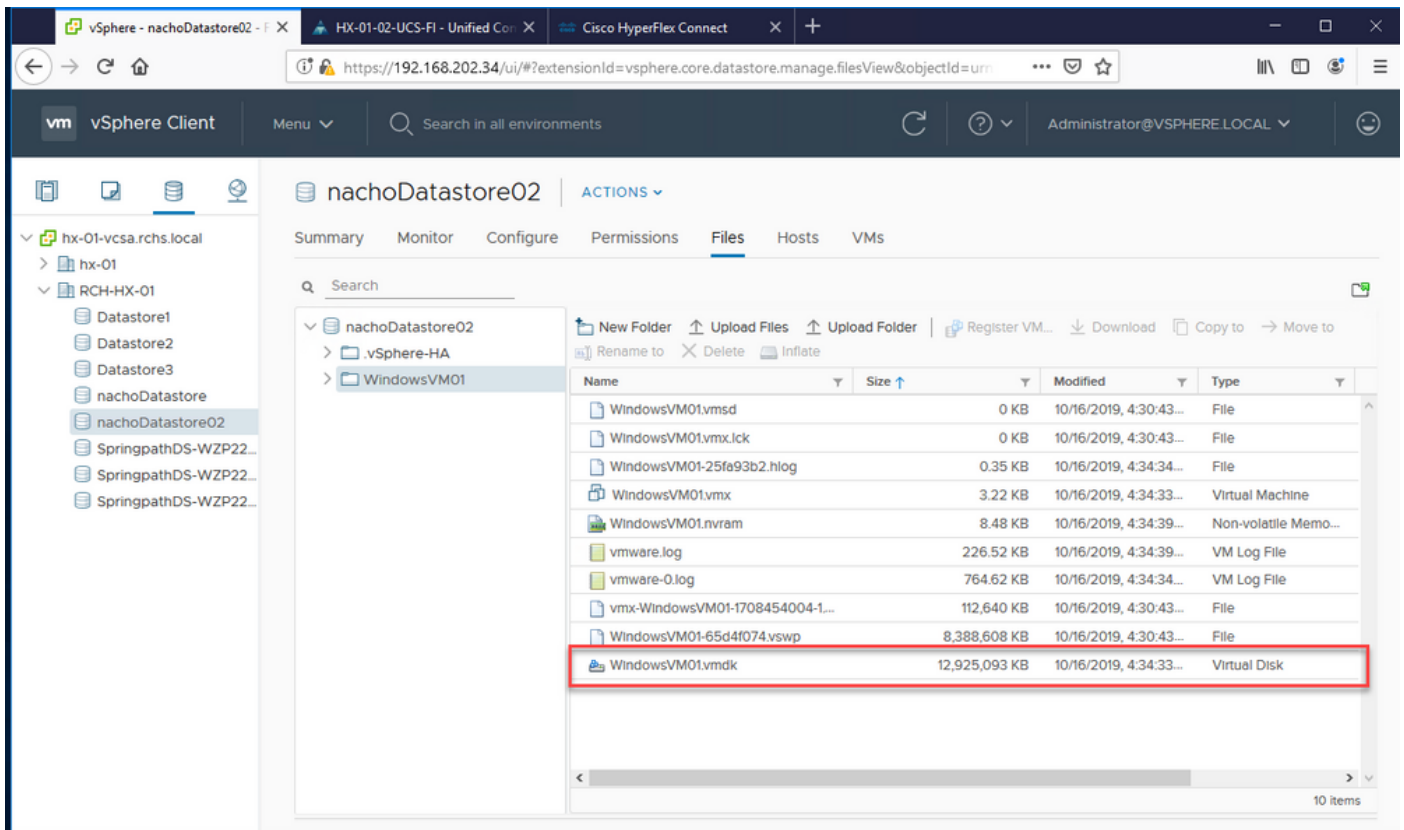 vSphere - nachoDatastore02 - F
HX-01-02-UCS-FI - Unified Con
Cisco HyperFlex Connect
https://192.168.202.34/ui/#?extensionId=vsphere.core.datastore.manage.filesView&objectId=urn
vm vSphere Client Menu Search in all environments Administrator@VSPHERE.LOCAL
nachoDatastore02 ACTIONS
Summary Monitor Configure Permissions Files Hosts VMs
hx-01-vcsa.rchs.local
hx-01
RCH-HX-01
Datastore1
Datastore2
Datastore3
nachoDatastore
nachoDatastore02
SpringpathDS-WZP22...
SpringpathDS-WZP22...
SpringpathDS-WZP22...
Search
nachoDatastore02
.vSphere-HA
WindowsVM01
New Folder Upload Files Upload Folder Register VM... Download Copy to Move to
Rename to Delete Inflate
Name Size Modified Type
WindowsVM01.vmsd 0 KB 10/16/2019, 4:30:43... File
WindowsVM01.vmx.lck 0 KB 10/16/2019, 4:30:43... File
WindowsVM01-25fa93b2.hlog 0.35 KB 10/16/2019, 4:34:34... File
WindowsVM01.vmx 3.22 KB 10/16/2019, 4:34:33... Virtual Machine
WindowsVM01.nvram 8.48 KB 10/16/2019, 4:34:39... Non-volatile Memo...
vmware.log 226.52 KB 10/16/2019, 4:34:39... VM Log File
vmware-0.log 764.62 KB 10/16/2019, 4:34:34... VM Log File
vmx-WindowsVM01-1708454004-1... 112,640 KB 10/16/2019, 4:30:43... File
WindowsVM01-65d4f074.vswp 8,388,608 KB 10/16/2019, 4:30:43... File
WindowsVM01.vmdk 12,925,093 KB 10/16/2019, 4:34:33... Virtual Disk
10 items